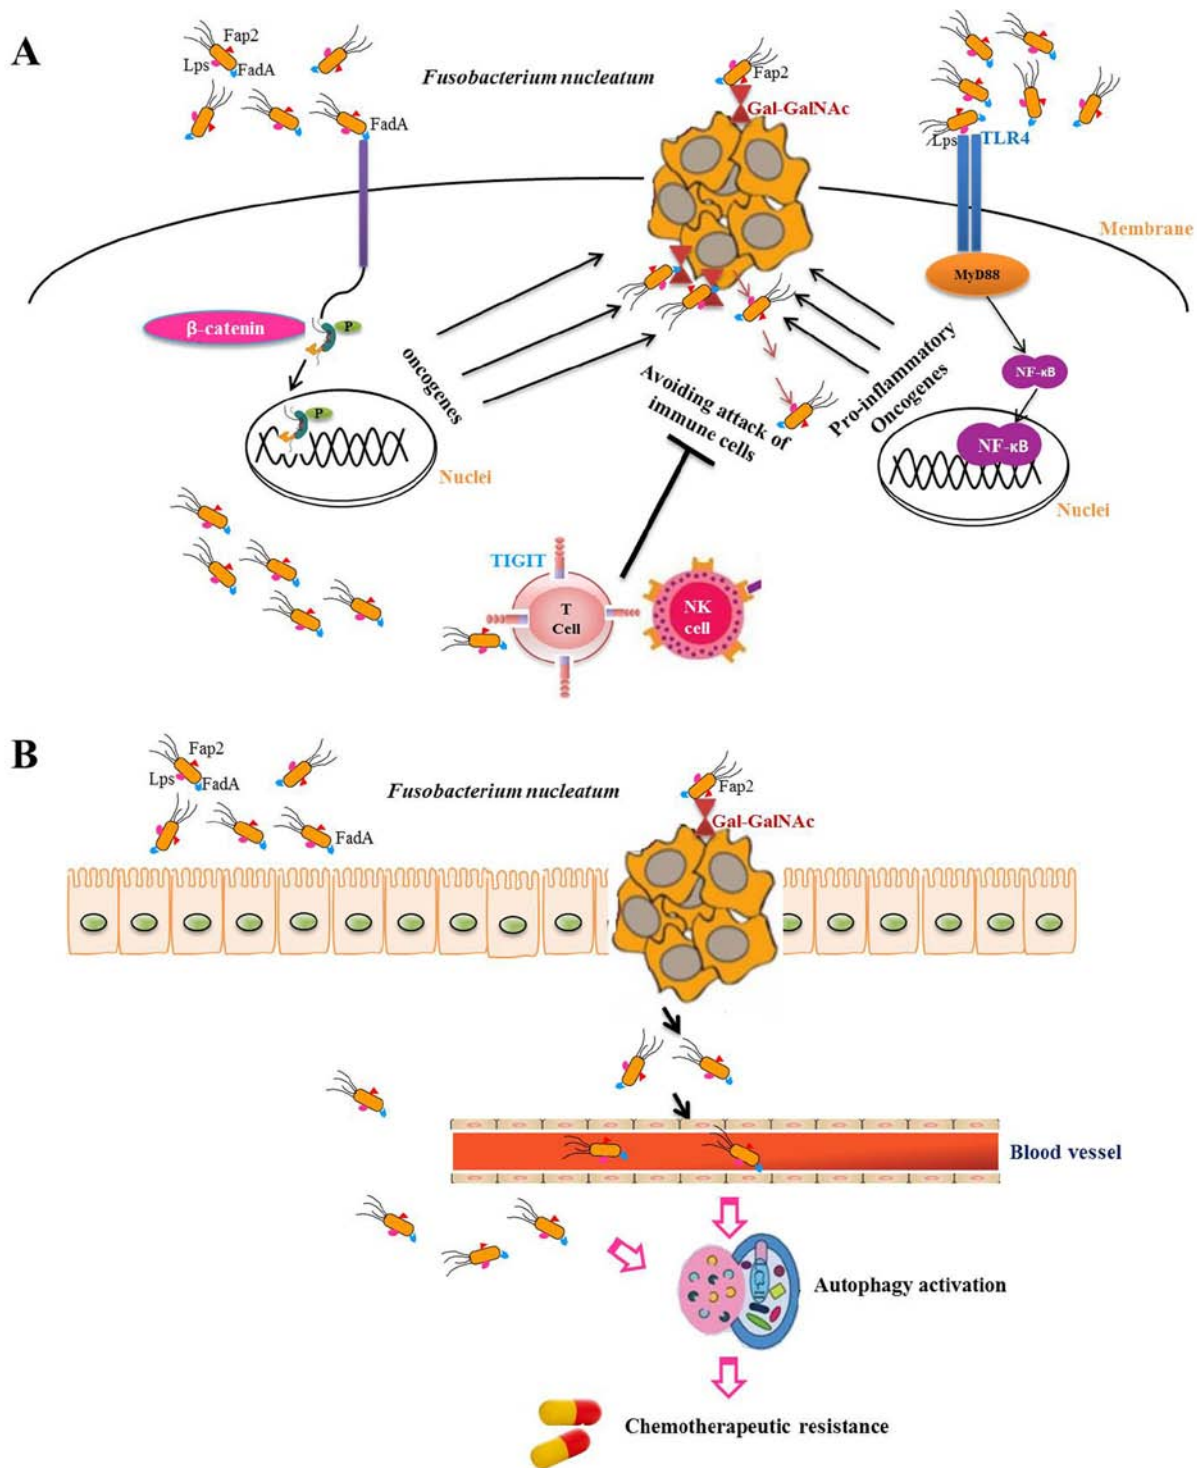 A
Fap2
Lps
FadA
FadA
Fusobacterium nucleatum
Fap2
Gal-GalNAc
Lps
TLR4
Membrane
MyD88
β-catenin
P
NF-κB
oncogenes
Avoiding attack of
immune cells
Pro-inflammatory
Oncogenes
P
NF-κB
Nuclei
Nuclei
TIGIT
T
Cell
NK
cell
B
Fap2
Lps
FadA
FadA
Fusobacterium nucleatum
Fap2
Gal-GalNAc
Blood vessel
Autophagy activation
Chemotherapeutic resistance